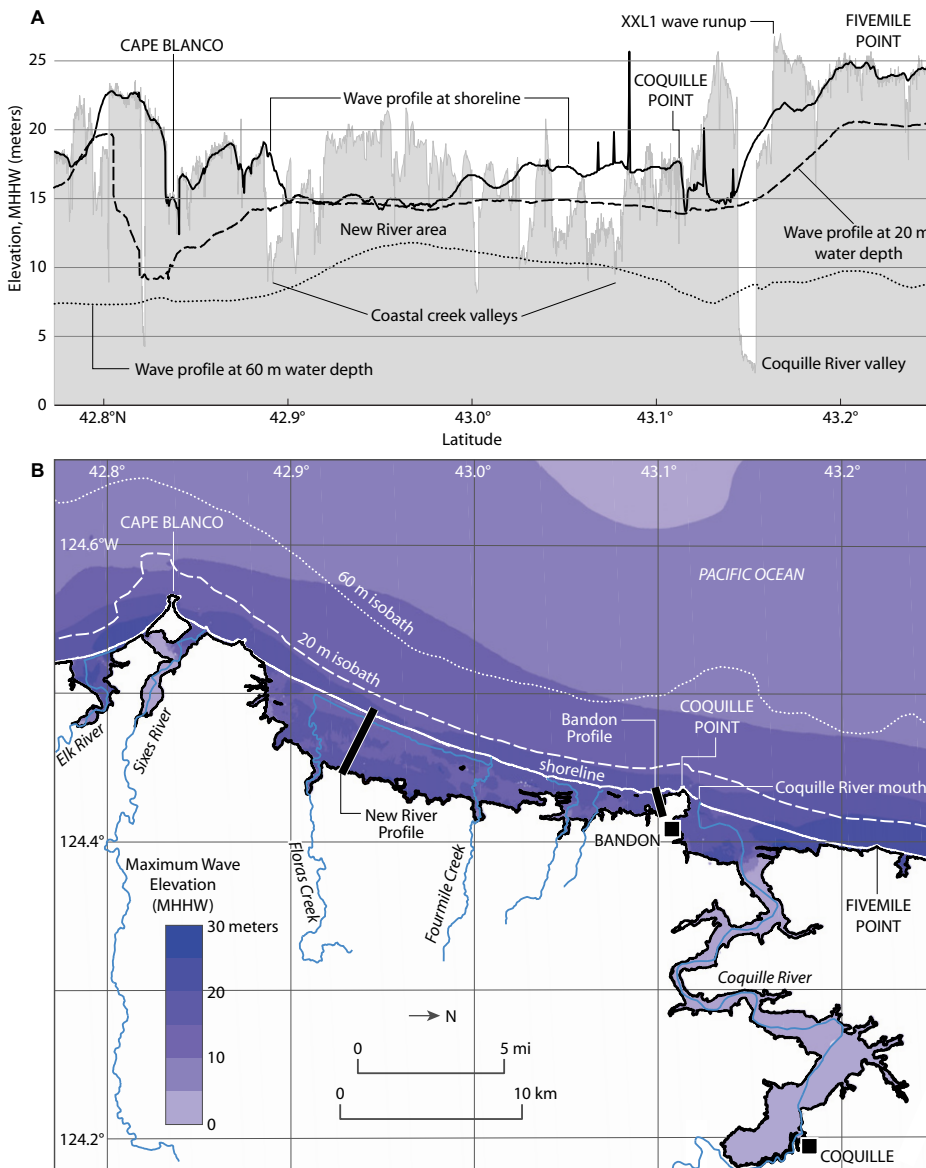 A
XXL1 wave runup
FIVEMILE
POINT
CAPE BLANCO
25
Wave profile at shoreline
COQUILLE
POINT
20
15
New River area
Wave profile at 20 m
water depth
10
Coastal creek valleys
5
Wave profile at 60 m water depth
Coquille River valley
0
Elevation, MHHW (meters)
42.8°N
42.9°
43.0°
43.1°
43.2°
Latitude
B
42.8°
42.9°
43.0°
43.1°
43.2°
CAPE BLANCO
124.6°W
60 m isobath
PACIFIC OCEAN
20 m isobath
Bandon
Profile
COQUILLE
POINT
Elk River
Sixes River
shoreline
Coquille River mouth
New River
Profile
BANDON
124.4°
Floras Creek
Fourmile Creek
FIVEMILE
POINT
Maximum Wave
Elevation
(MHHW)
30 meters
20
10
0
Coquille River
N
0
5 mi
0
10 km
124.2°
COQUILLE